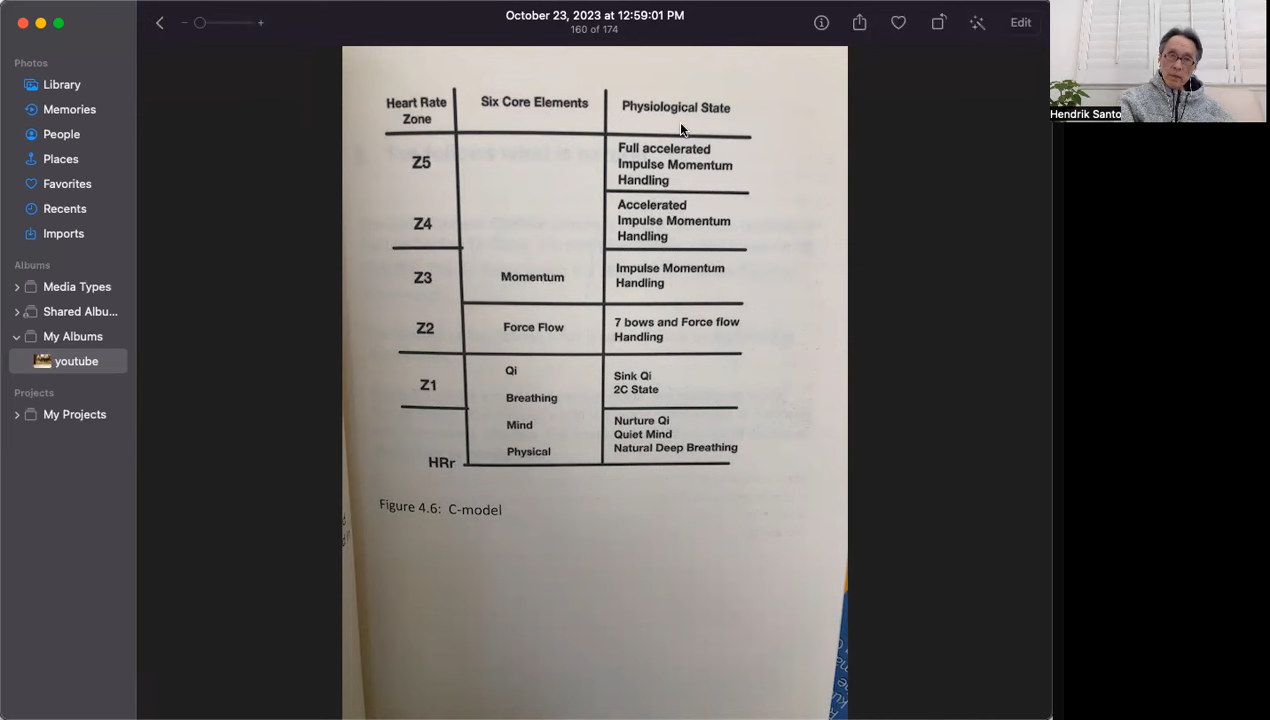 October 23, 2023 at 12:59:01 PM
160 of 174
Edit
Photos
Library
Memories
People
Places
Favorites
Recents
Imports
Albums
Media Types
Shared Albu...
My Albums
youtube
Projects
My Projects
Hendrik Santo
Heart Rate
Zone
Six Core Elements
Physiological State
Z5
Full accelerated
Impulse Momentum
Handling
Z4
Accelerated
Impulse Momentum
Handling
Z3
Momentum
Impulse Momentum
Handling
Z2
Force Flow
7 bows and Force flow
Handling
Z1
Qi
Breathing
Mind
Physical
Sink Qi
2C State
Nurture Qi
Quiet Mind
Natural Deep Breathing
HRr
Figure 4.6: C-model